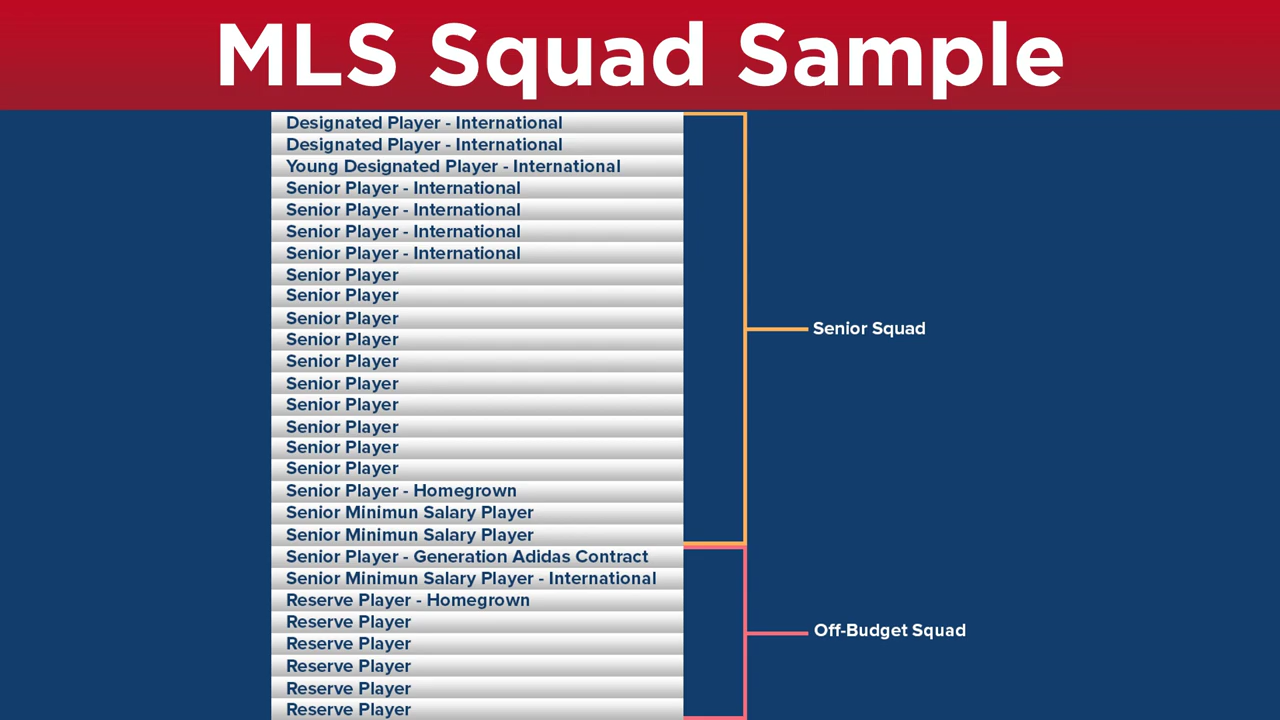 MLS Squad Sample
Designated Player - International
Designated Player - International
Young Designated Player - International
Senior Player - International
Senior Player - International
Senior Player - International
Senior Player - International
Senior Player
Senior Player
Senior Player
Senior Player
Senior Player
Senior Player
Senior Player
Senior Player
Senior Player
Senior Player
Senior Player - Homegrown
Senior Minimun Salary Player
Senior Minimun Salary Player
Senior Player - Generation Adidas Contract
Senior Minimun Salary Player - International
Reserve Player - Homegrown
Reserve Player
Reserve Player
Reserve Player
Reserve Player
Reserve Player
Senior Squad
Off-Budget Squad